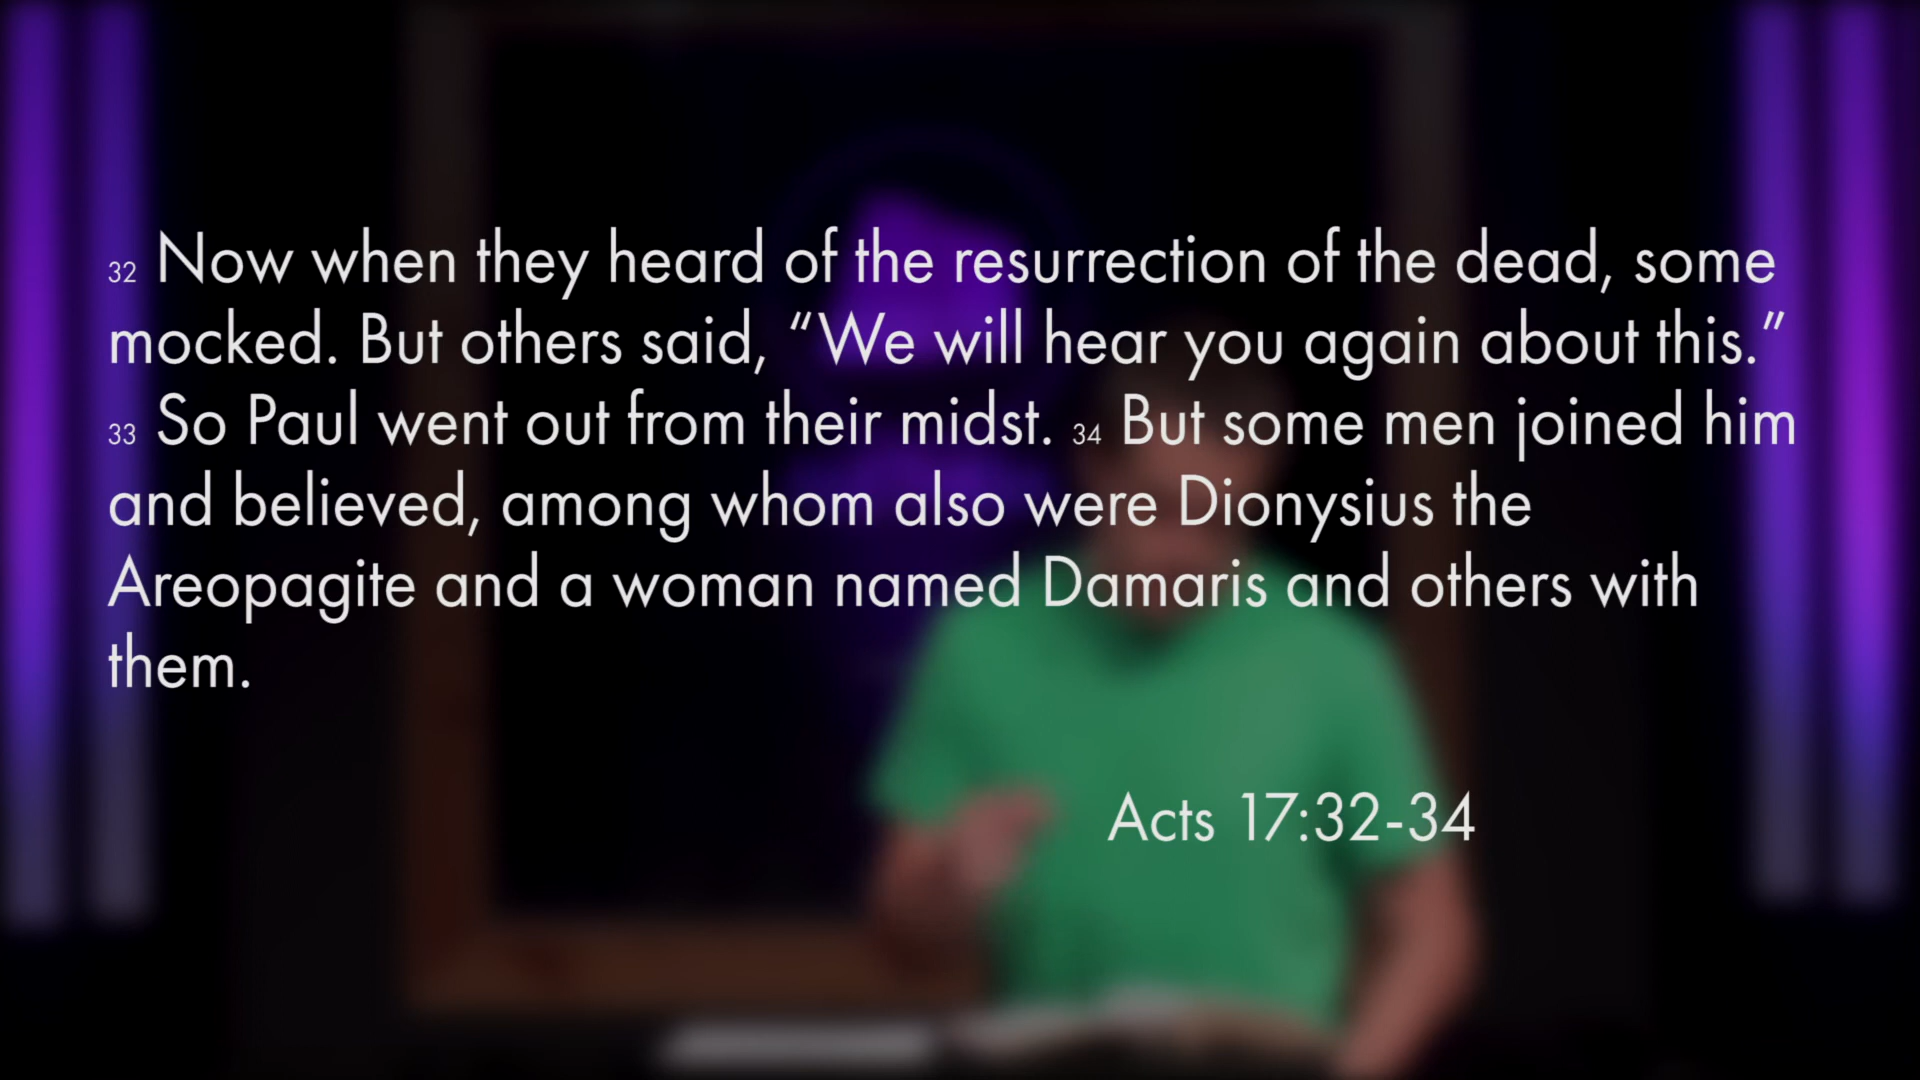 32 Now when they heard of the resurrection of the dead, some
mocked. But others said, “We will hear you again about this.”
33 So Paul went out from their midst. 34 But some men joined him
and believed, among whom also were Dionysius the
Areopagite and a woman named Damaris and others with
them.
Acts 17:32-34